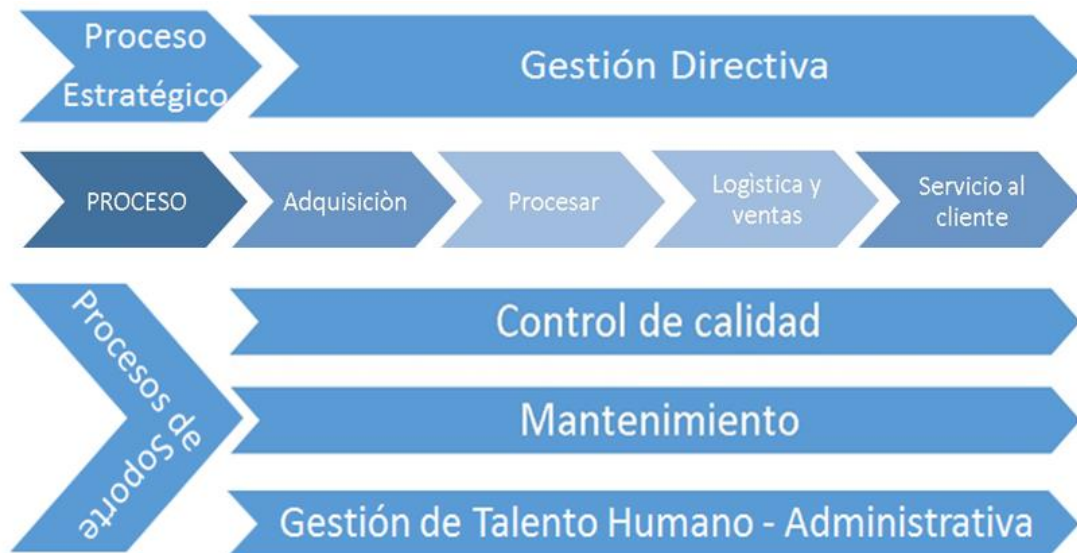 Proceso
Estratégico
Gestión Directiva
PROCESO
Adquisiciòn
Procesar
Logìstica y
ventas
Servicio al
cliente
Procesos de
Soporte
Control de calidad
Mantenimiento
Gestión de Talento Humano - Administrativa